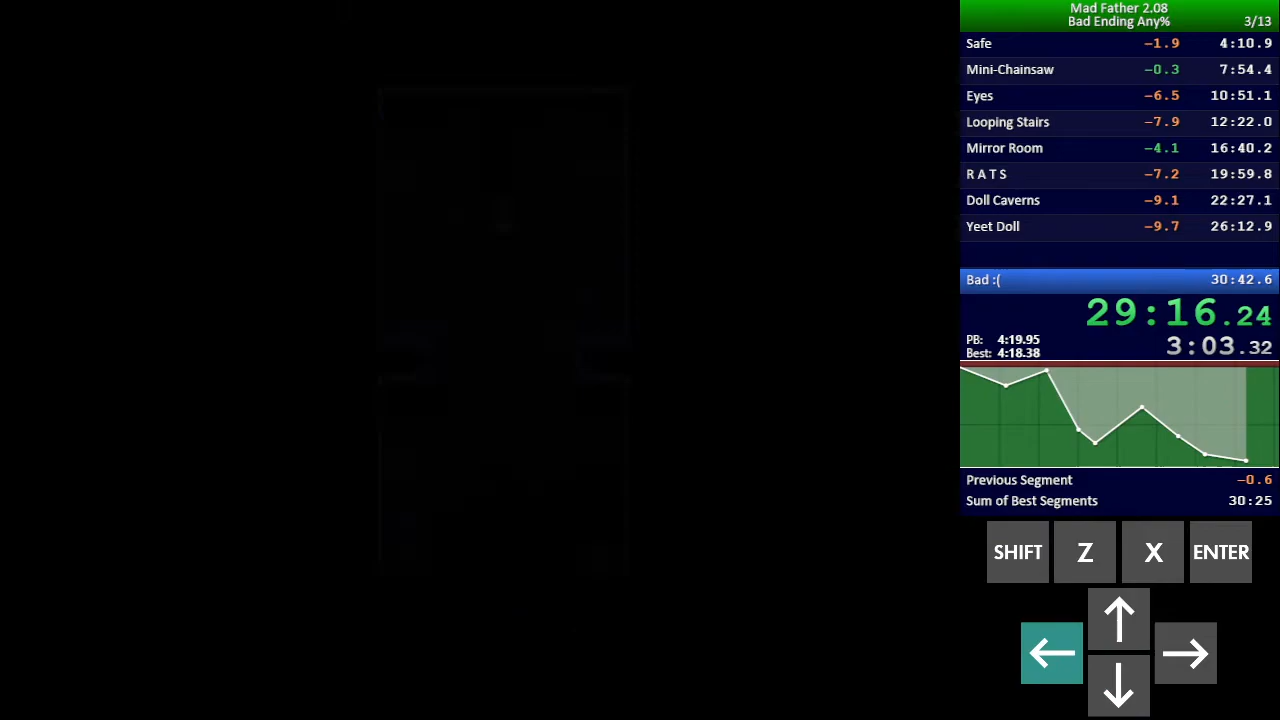 Mad Father 2.08
Bad Ending Any% 3/13
Safe -1.9 4:10.9
Mini-Chainsaw -0.3 7:54.4
Eyes -6.5 10:51.1
Looping Stairs -7.9 12:22.0
Mirror Room -4.1 16:40.2
R A T S -7.2 19:59.8
Doll Caverns -9.1 22:27.1
Yeet Doll -9.7 26:12.9
Bad :( 30:42.6
29:16.24
PB: 4:19.95
Best: 4:18.38
3:03.32
Previous Segment -0.6
Sum of Best Segments 30:25
SHIFT Z X ENTER
↑
← →
↓